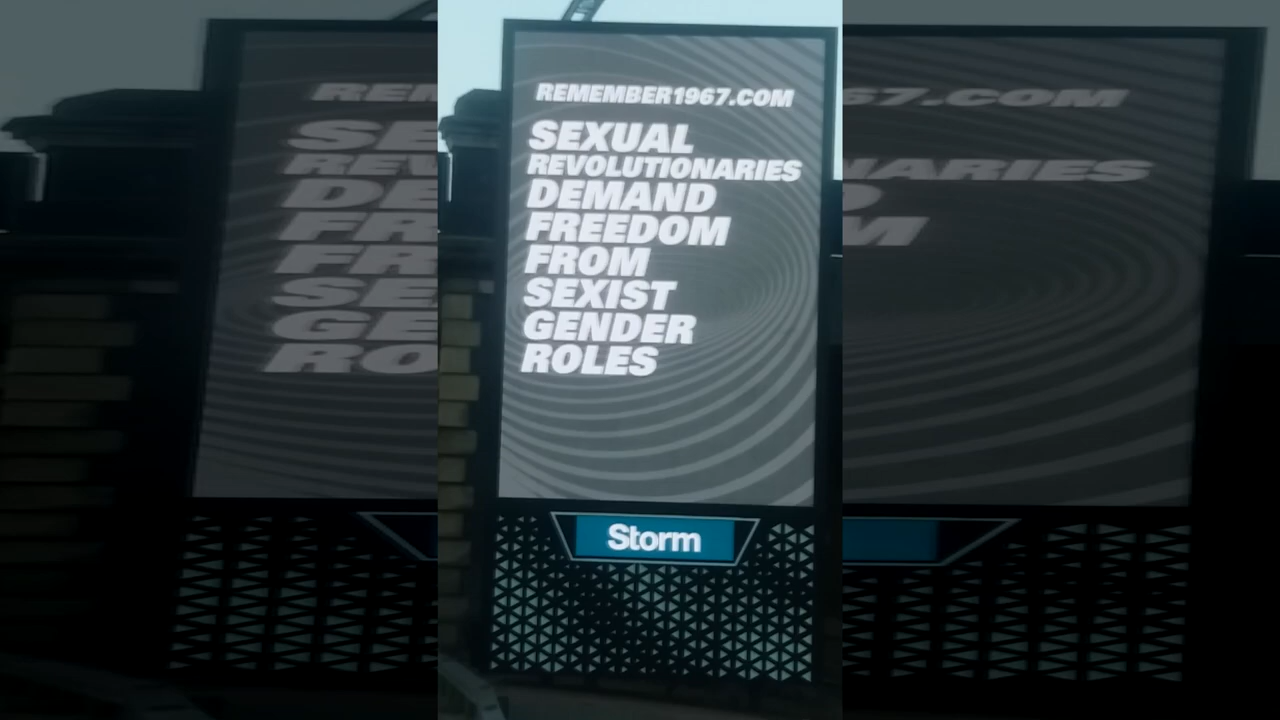 REMEMBER1967.COM
SEXUAL
REVOLUTIONARIES
DEMAND
FREEDOM
FROM
SEXIST
GENDER
ROLES
Storm